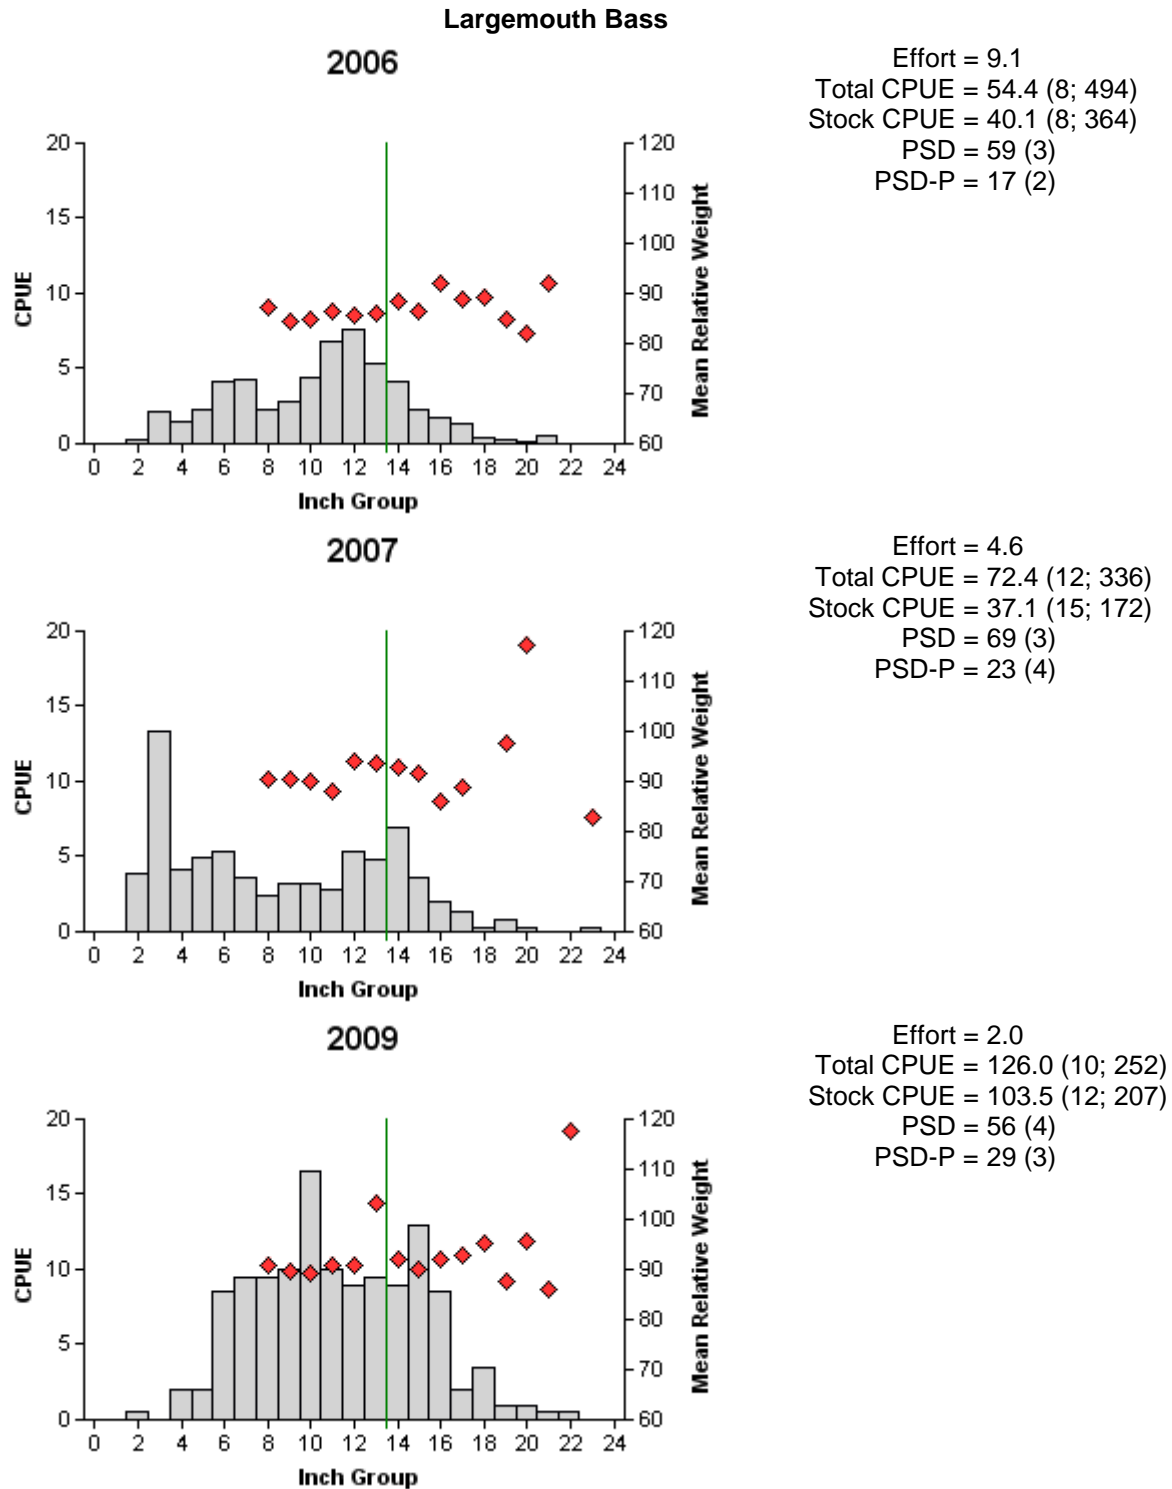 Largemouth Bass
2006
Effort = 9.1
Total CPUE = 54.4 (8; 494)
Stock CPUE = 40.1 (8; 364)
PSD = 59 (3)
PSD-P = 17 (2)
20
15
10
5
0
CPUE
120
110
100
90
80
70
60
Mean Relative Weight
0 2 4 6 8 10 12 14 16 18 20 22 24
Inch Group
2007
Effort = 4.6
Total CPUE = 72.4 (12; 336)
Stock CPUE = 37.1 (15; 172)
PSD = 69 (3)
PSD-P = 23 (4)
20
15
10
5
0
CPUE
120
110
100
90
80
70
60
Mean Relative Weight
0 2 4 6 8 10 12 14 16 18 20 22 24
Inch Group
2009
Effort = 2.0
Total CPUE = 126.0 (10; 252)
Stock CPUE = 103.5 (12; 207)
PSD = 56 (4)
PSD-P = 29 (3)
20
15
10
5
0
CPUE
120
110
100
90
80
70
60
Mean Relative Weight
0 2 4 6 8 10 12 14 16 18 20 22 24
Inch Group